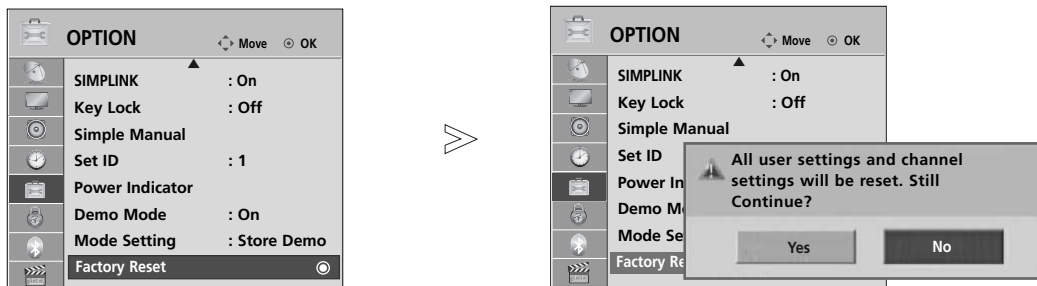 OPTION Move OK
SIMPLINK : On
Key Lock : Off
Simple Manual
Set ID : 1
Power Indicator
Demo Mode : On
Mode Setting : Store Demo
Factory Reset
OPTION Move OK
SIMPLINK : On
Key Lock : Off
Simple Manual
Set ID
Power In
Demo M
Mode Se
Factory Re
All user settings and channel
settings will be reset. Still
Continue?
Yes No